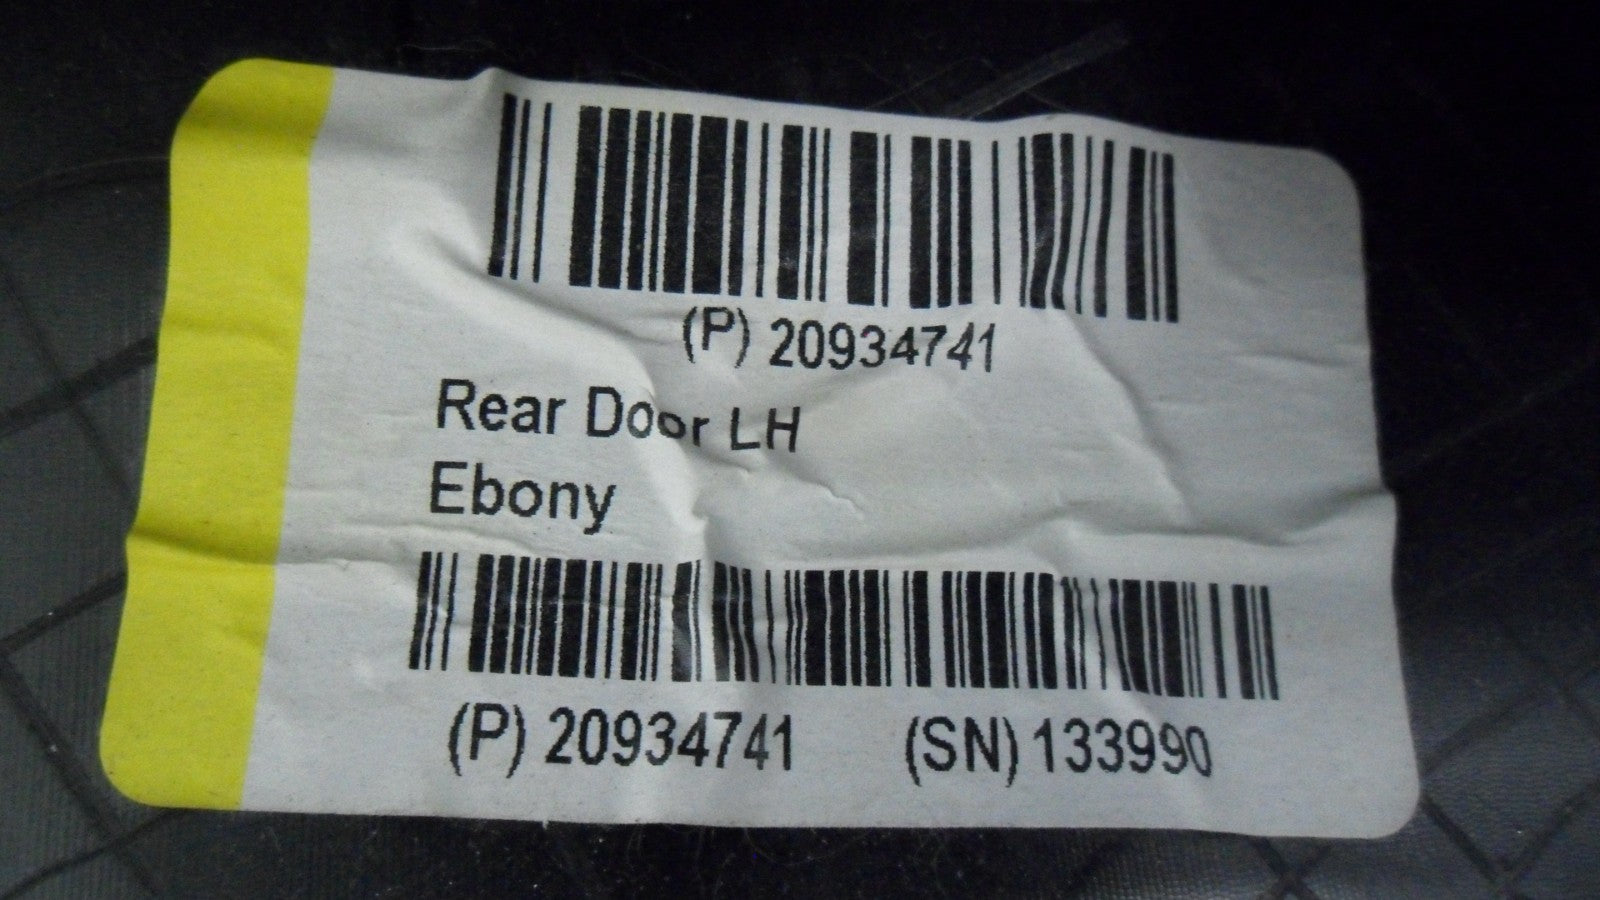 (P) 20934741
Rear Door LH
Ebony
(P) 20934741 (SN) 133990